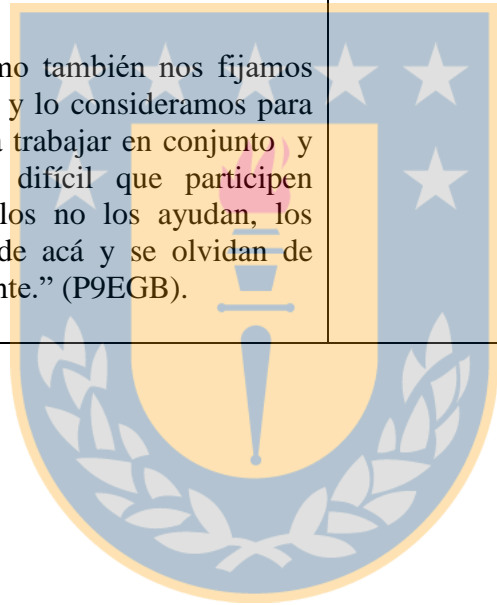 mo también nos fijamos
y lo consideramos para
a trabajar en conjunto y
difícil que participen
los no los ayudan, los
de acá y se olvidan de
nte.” (P9EGB).